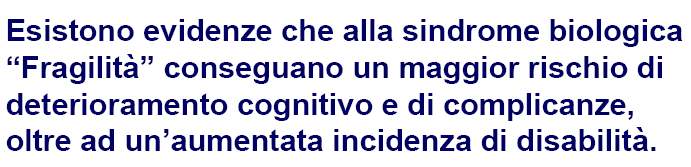 Esistono evidenze che alla sindrome biologica
“Fragilità” conseguano un maggior rischio di
deterioramento cognitivo e di complicanze,
oltre ad un’aumentata incidenza di disabilità.